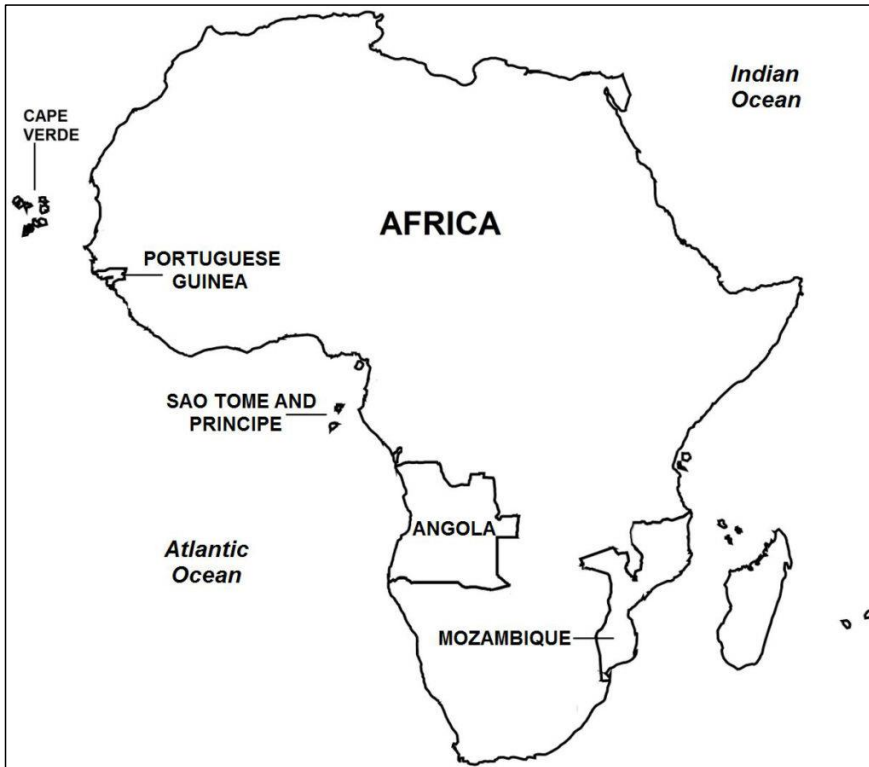 Indian
Ocean
CAPE
VERDE
AFRICA
PORTUGUESE
GUINEA
SAO TOME AND
PRINCIPE
ANGOLA
Atlantic
Ocean
MOZAMBIQUE